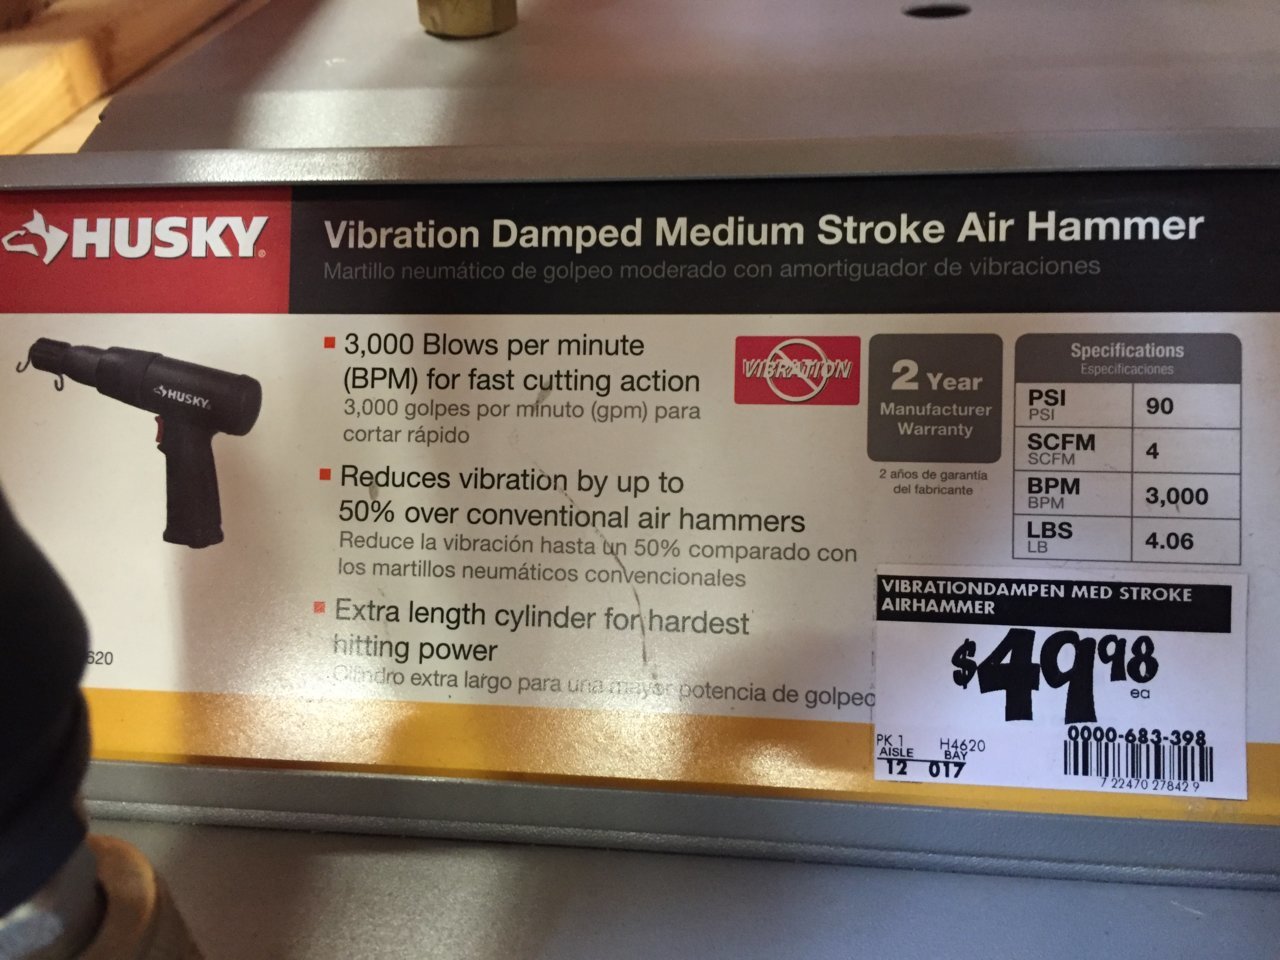 HUSKY
Vibration Damped Medium Stroke Air Hammer
Martillo neumático de golpeo moderado con amortiguador de vibraciones
HUSKY
3,000 Blows per minute
(BPM) for fast cutting action
3,000 golpes por minuto (gpm) para
cortar rápido
Reduces vibration by up to
50% over conventional air hammers
Reduce la vibración hasta un 50% comparado con
los martillos neumáticos convencionales
Extra length cylinder for hardest
hitting power
Cilindro extra largo para una mayor potencia de golpeo
620
VIBRATION
2 Year
Manufacturer
Warranty
2 años de garantía
del fabricante
Specifications
Especificaciones
PSI 90
PSI
SCFM 4
SCFM
BPM 3,000
BPM
LBS 4.06
LB
VIBRATIONDAMPEN MED STROKE
AIRHAMMER
$49.98
ea
PK 1 H4620 0000-683-398
AISLE BAY
12 017
7 22470 27842 9